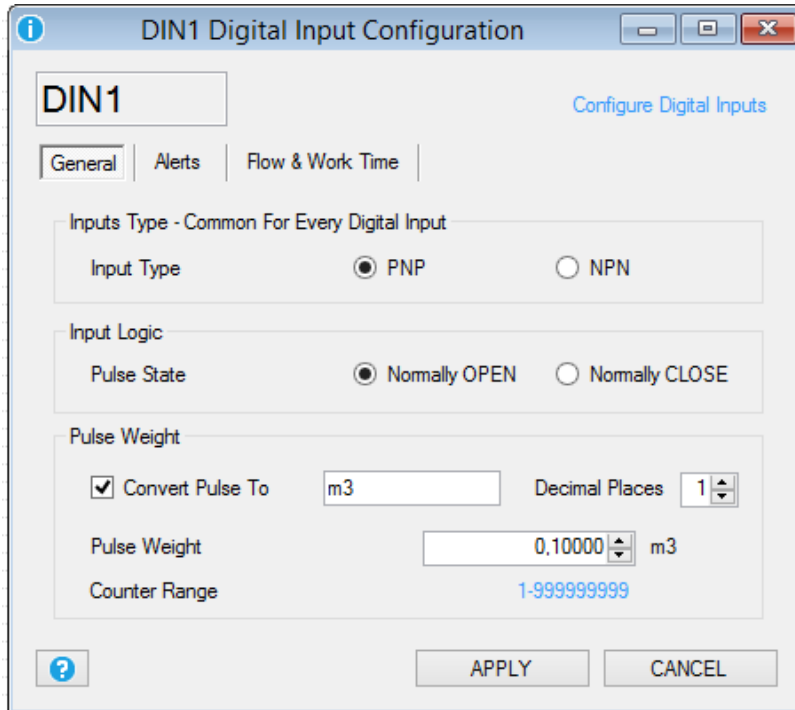 DIN1 Digital Input Configuration
DIN1
Configure Digital Inputs
General Alerts Flow & Work Time
Inputs Type - Common For Every Digital Input
Input Type PNP NPN
Input Logic
Pulse State Normally OPEN Normally CLOSE
Pulse Weight
Convert Pulse To m3 Decimal Places 1
Pulse Weight 0,10000 m3
Counter Range 1-999999999
APPLY CANCEL